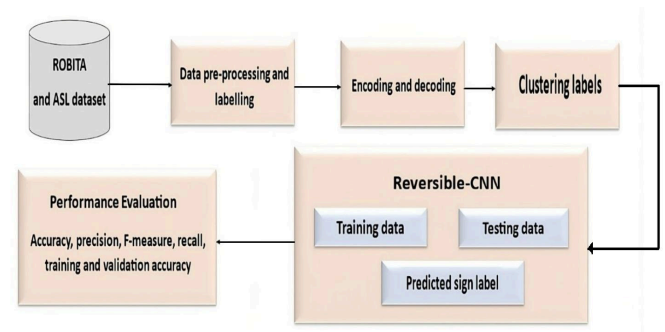 ROBITA
and ASL dataset
Data pre-processing and
labelling
Encoding and decoding
Clustering labels
Reversible-CNN
Training data
Testing data
Predicted sign label
Performance Evaluation
Accuracy, precision, F-measure, recall,
training and validation accuracy